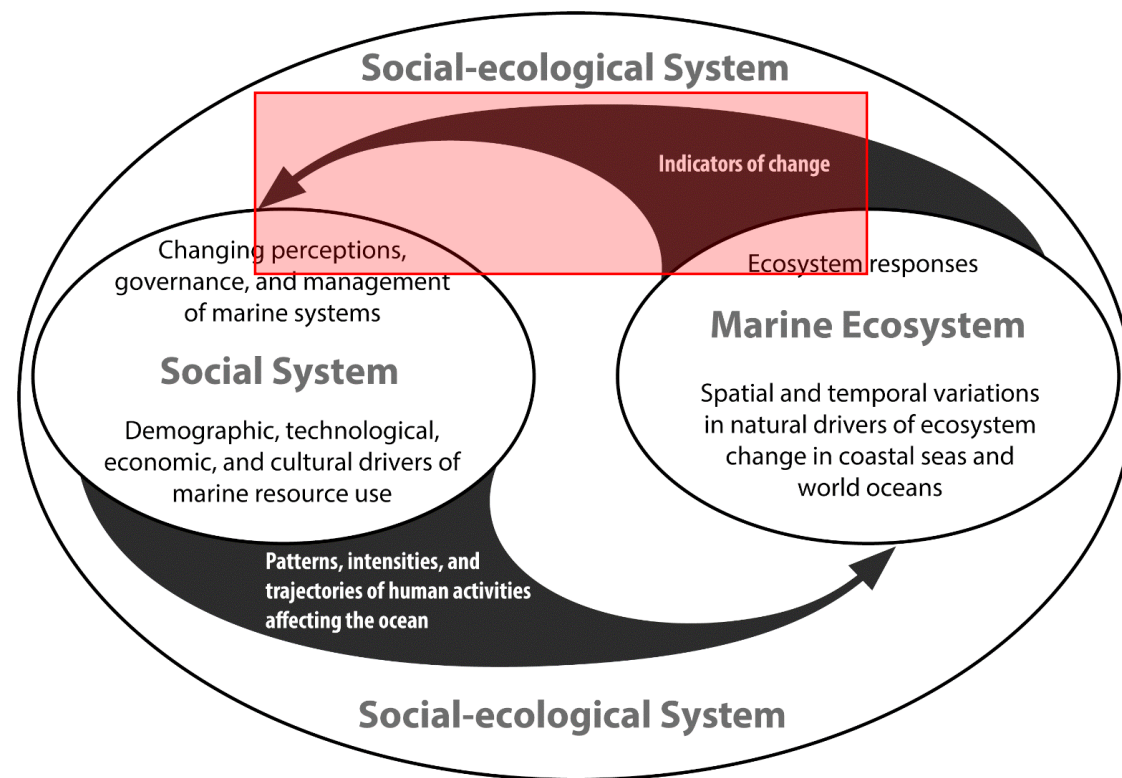 Social-ecological System
Indicators of change
Changing perceptions,
governance, and management
of marine systems
Social System
Demographic, technological,
economic, and cultural drivers of
marine resource use
Ecosystem responses
Marine Ecosystem
Spatial and temporal variations
in natural drivers of ecosystem
change in coastal seas and
world oceans
Patterns, intensities, and
trajectories of human activities
affecting the ocean
Social-ecological System